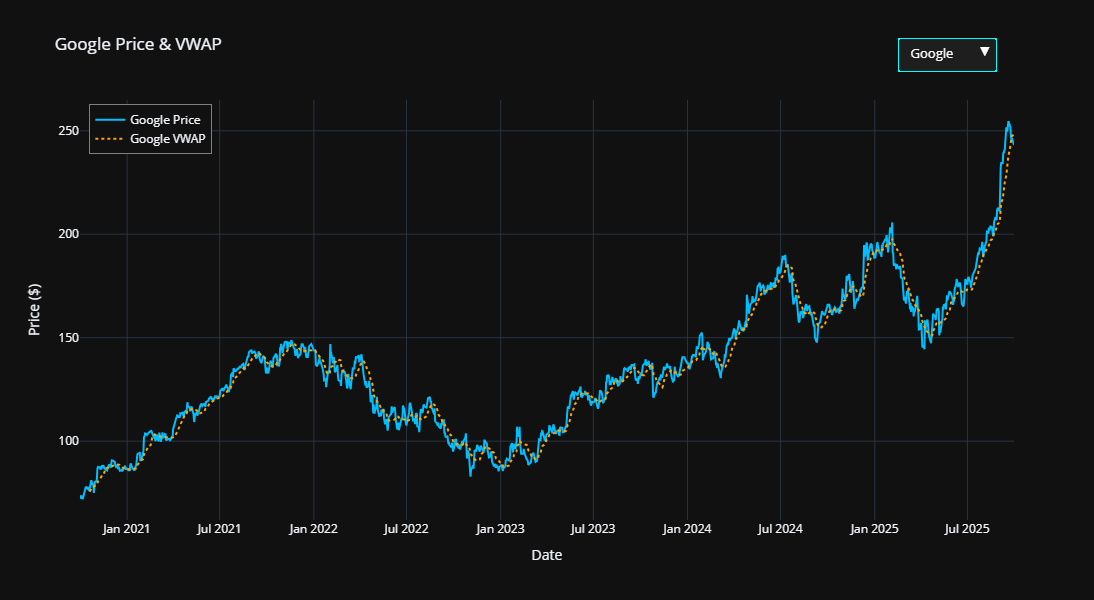 Google Price & VWAP
Google ▼
Google Price
Google VWAP
250
200
150
100
Price ($)
Jan 2021 Jul 2021 Jan 2022 Jul 2022 Jan 2023 Jul 2023 Jan 2024 Jul 2024 Jan 2025 Jul 2025
Date